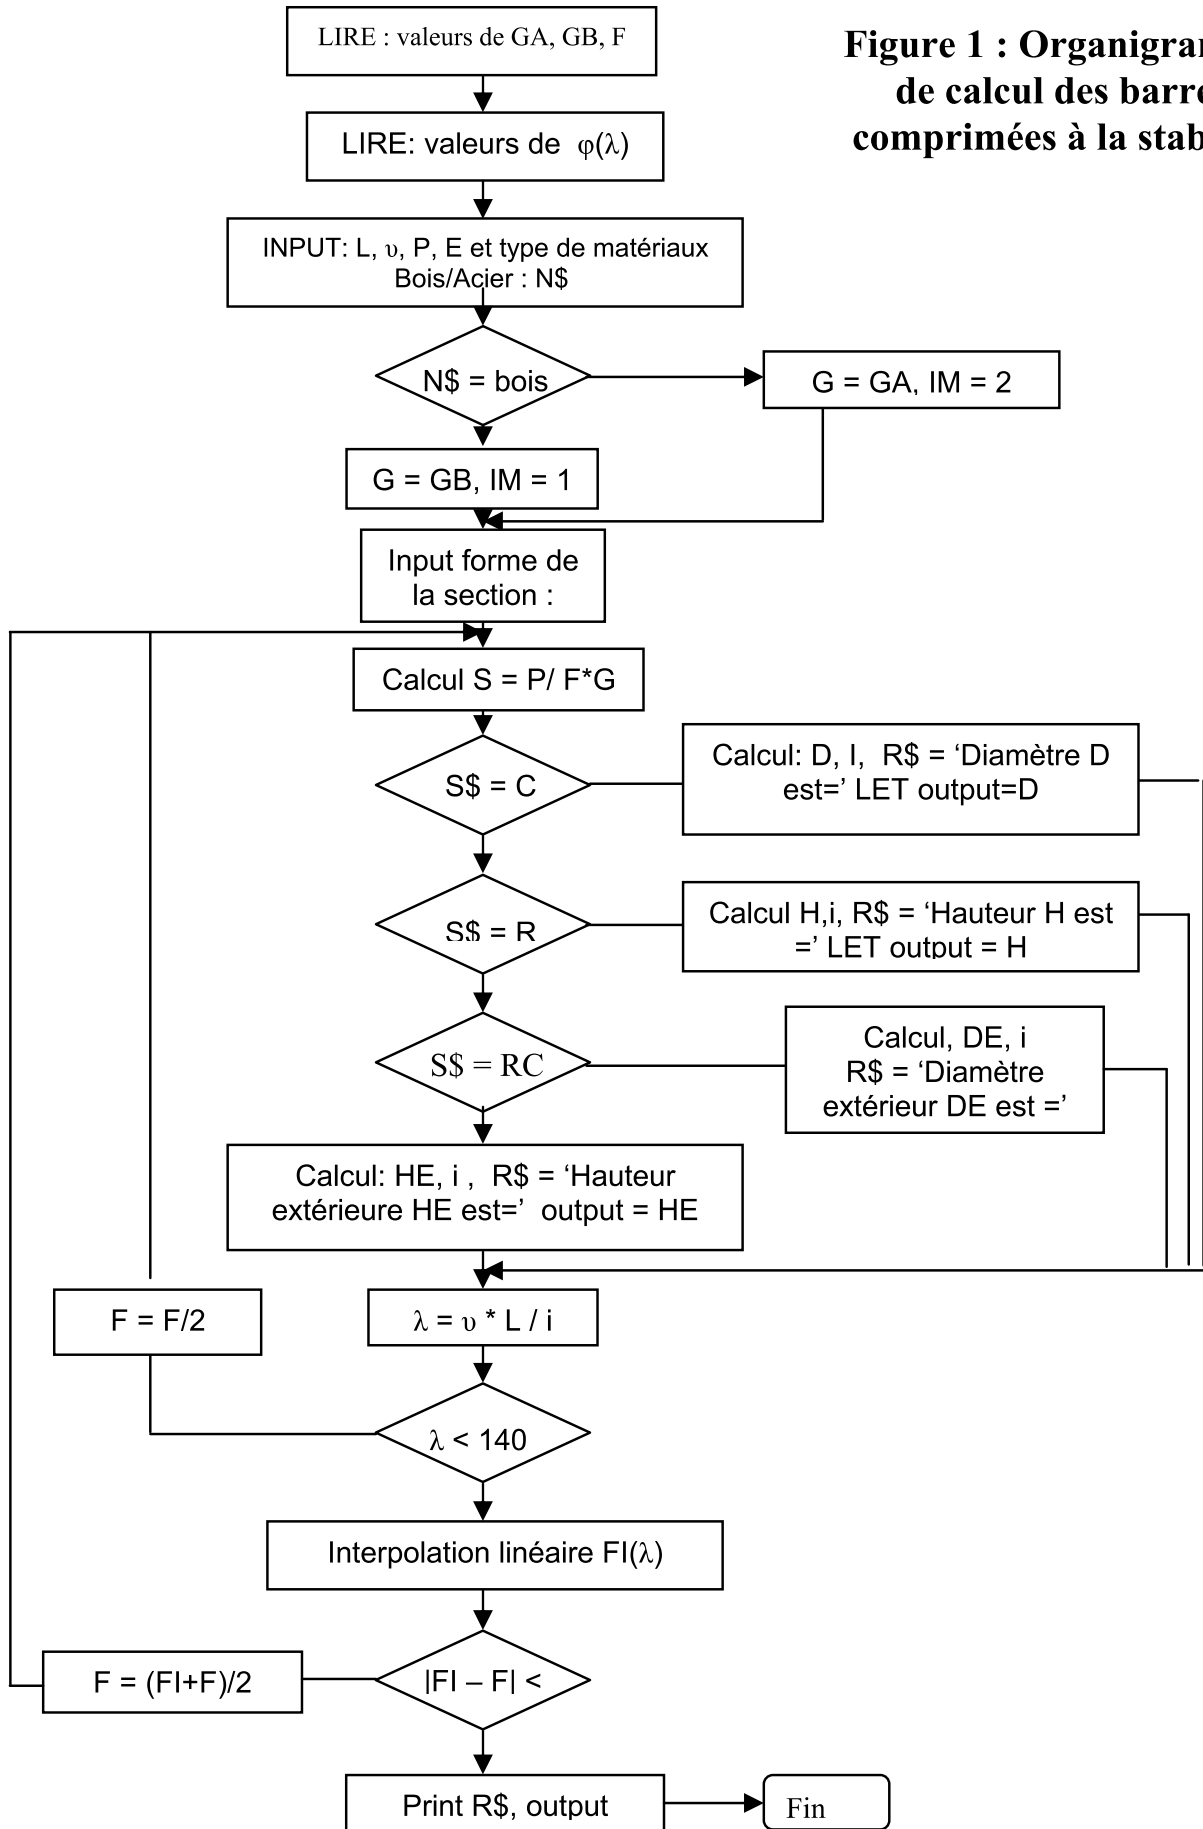 LIRE : valeurs de GA, GB, F
Figure 1 : Organigra
de calcul des barre
comprimées à la stab
LIRE: valeurs de φ(λ)
INPUT: L, υ, P, E et type de matériaux
Bois/Acier : N$
N$ = bois
G = GA, IM = 2
G = GB, IM = 1
Input forme de
la section :
Calcul S = P/ F*G
S$ = C
Calcul: D, I, R$ = ‘Diamètre D
est=’ LET output=D
S$ = R
Calcul H,i, R$ = ‘Hauteur H est
=’ LET output = H
S$ = RC
Calcul, DE, i
R$ = ‘Diamètre
extérieur DE est =’
Calcul: HE, i , R$ = ‘Hauteur
extérieure HE est=’ output = HE
F = F/2
λ = υ * L / i
λ < 140
Interpolation linéaire FI(λ)
F = (FI+F)/2
|FI – F| <
Print R$, output
Fin